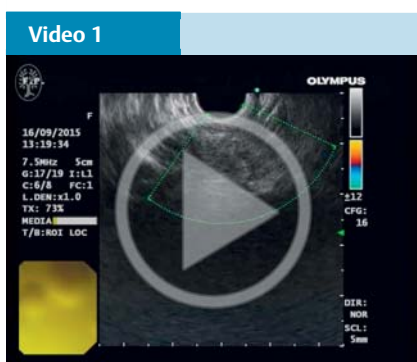 Video 1
OLYMPUS
F
16/09/2015
13:19:34
7.5MHz 5cm
G:17/19 I:L1
C:6/8 FC:1
L.DEN:x1.0
TX: 73%
MEDIA
T/B:ROI LOC
±12
CFG:
16
DIR:
NOR
SCL:
5mm